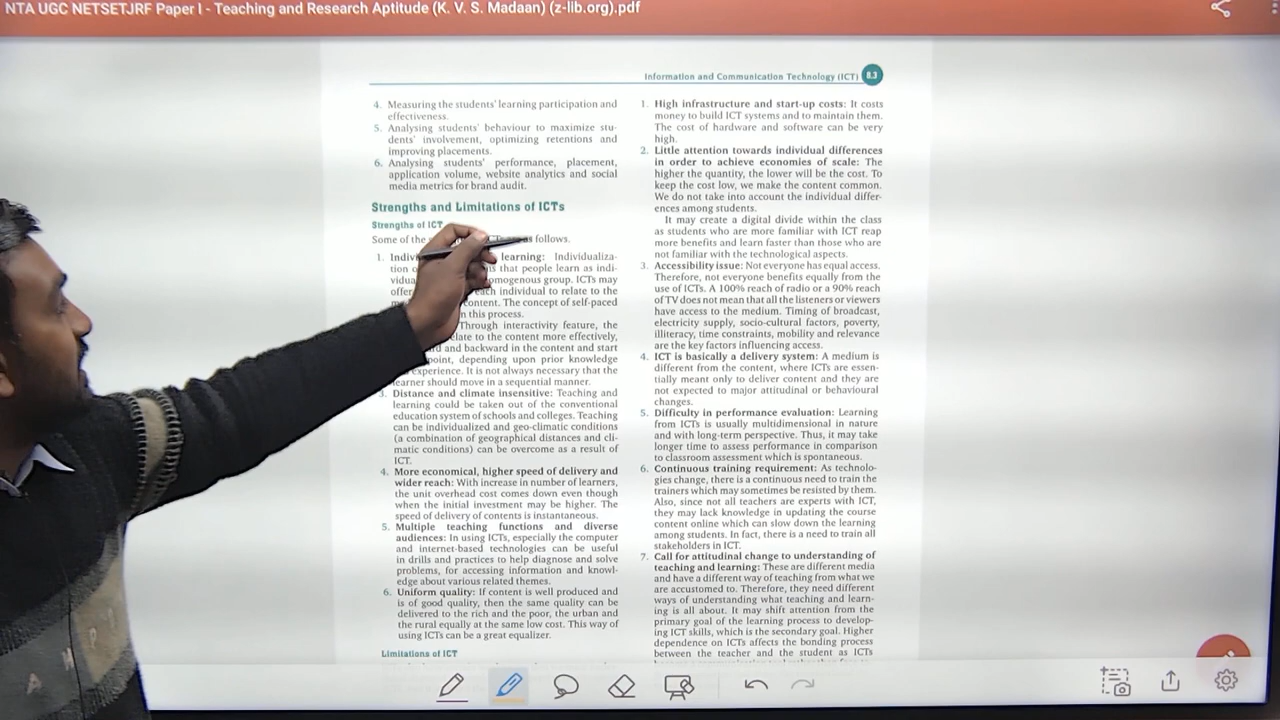 NTA UGC NETSETJRF Paper I - Teaching and Research Aptitude (K. V. S. Madaan) (z-lib.org).pdf
Information and Communication Technology (ICT) 8.3
4. Measuring the students' learning participation and
effectiveness.
5. Analysing students' behaviour to maximize stu-
dents' involvement, optimizing retentions and
improving placements.
6. Analysing students' performance, placement,
application volume, website analytics and social
media metrics for brand audit.
Strengths and Limitations of ICTs
Strengths of ICT
Some of the follows.
1. learning: Individualiza-
tion that people learn as indi-
homogenous group. ICTs may
offer each individual to relate to the
content. The concept of self-paced
n this process.
Through interactivity feature, the
to the content more effectively,
and backward in the content and start
point, depending upon prior knowledge
experience. It is not always necessary that the
learner should move in a sequential manner.
3. Distance and climate insensitive: Teaching and
learning could be taken out of the conventional
education system of schools and colleges. Teaching
can be individualized and geo-climatic conditions
(a combination of geographical distances and cli-
matic conditions) can be overcome as a result of
ICT.
4. More economical, higher speed of delivery and
wider reach: With increase in number of learners,
the unit overhead cost comes down even though
when the initial investment may be higher. The
speed of delivery of contents is instantaneous.
5. Multiple teaching functions and diverse
audiences: In using ICTs, especially the computer
and internet-based technologies can be useful
in drills and practices to help diagnose and solve
problems, for accessing information and knowl-
edge about various related themes.
6. Uniform quality: If content is well produced and
is of good quality, then the same quality can be
delivered to the rich and the poor, the urban and
the rural equally at the same low cost. This way of
using ICTs can be a great equalizer.
Limitations of ICT
1. High infrastructure and start-up costs: It costs
money to build ICT systems and to maintain them.
The cost of hardware and software can be very
high.
2. Little attention towards individual differences
in order to achieve economies of scale: The
higher the quantity, the lower will be the cost. To
keep the cost low, we make the content common.
We do not take into account the individual differ-
ences among students.
It may create a digital divide within the class
as students who are more familiar with ICT reap
more benefits and learn faster than those who are
not familiar with the technological aspects.
3. Accessibility issue: Not everyone has equal access.
Therefore, not everyone benefits equally from the
use of ICTs. A 100% reach of radio or a 90% reach
of TV does not mean that all the listeners or viewers
have access to the medium. Timing of broadcast,
electricity supply, socio-cultural factors, poverty,
illiteracy, time constraints, mobility and relevance
are the key factors influencing access.
4. ICT is basically a delivery system: A medium is
different from the content, where ICTs are essen-
tially meant only to deliver content and they are
not expected to major attitudinal or behavioural
changes.
5. Difficulty in performance evaluation: Learning
from ICTs is usually multidimensional in nature
and with long-term perspective. Thus, it may take
longer time to assess performance in comparison
to classroom assessment which is spontaneous.
6. Continuous training requirement: As technolo-
gies change, there is a continuous need to train the
trainers which may sometimes be resisted by them.
Also, since not all teachers are experts with ICT,
they may lack knowledge in updating the course
content online which can slow down the learning
among students. In fact, there is a need to train all
stakeholders in ICT.
7. Call for attitudinal change to understanding of
teaching and learning: These are different media
and have a different way of teaching from what we
are accustomed to. Therefore, they need different
ways of understanding what teaching and learn-
ing is all about. It may shift attention from the
primary goal of the learning process to develop-
ing ICT skills, which is the secondary goal. Higher
dependence on ICTs affects the bonding process
between the teacher and the student as ICTs